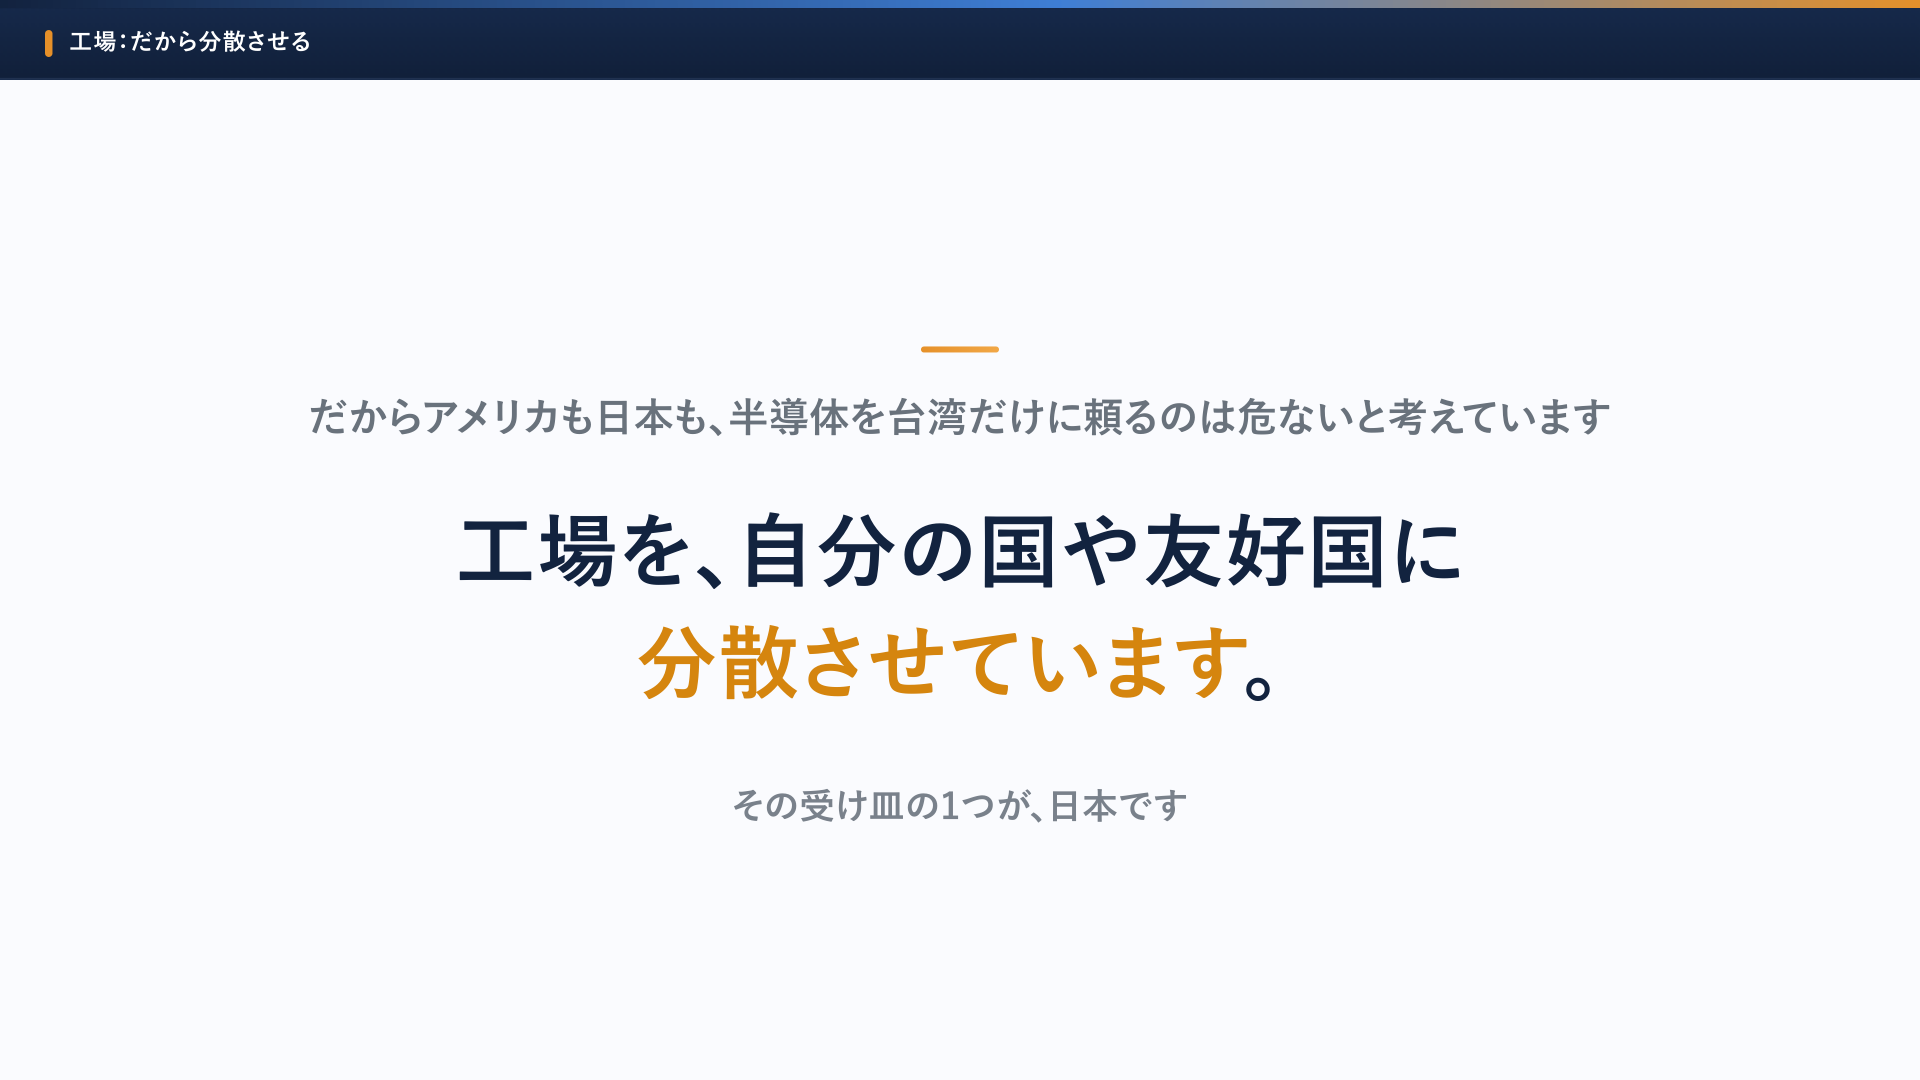 工場：だから分散させる
だからアメリカも日本も、半導体を台湾だけに頼るのは危ないと考えています
工場を、自分の国や友好国に
分散させています。
その受け皿の1つが、日本です